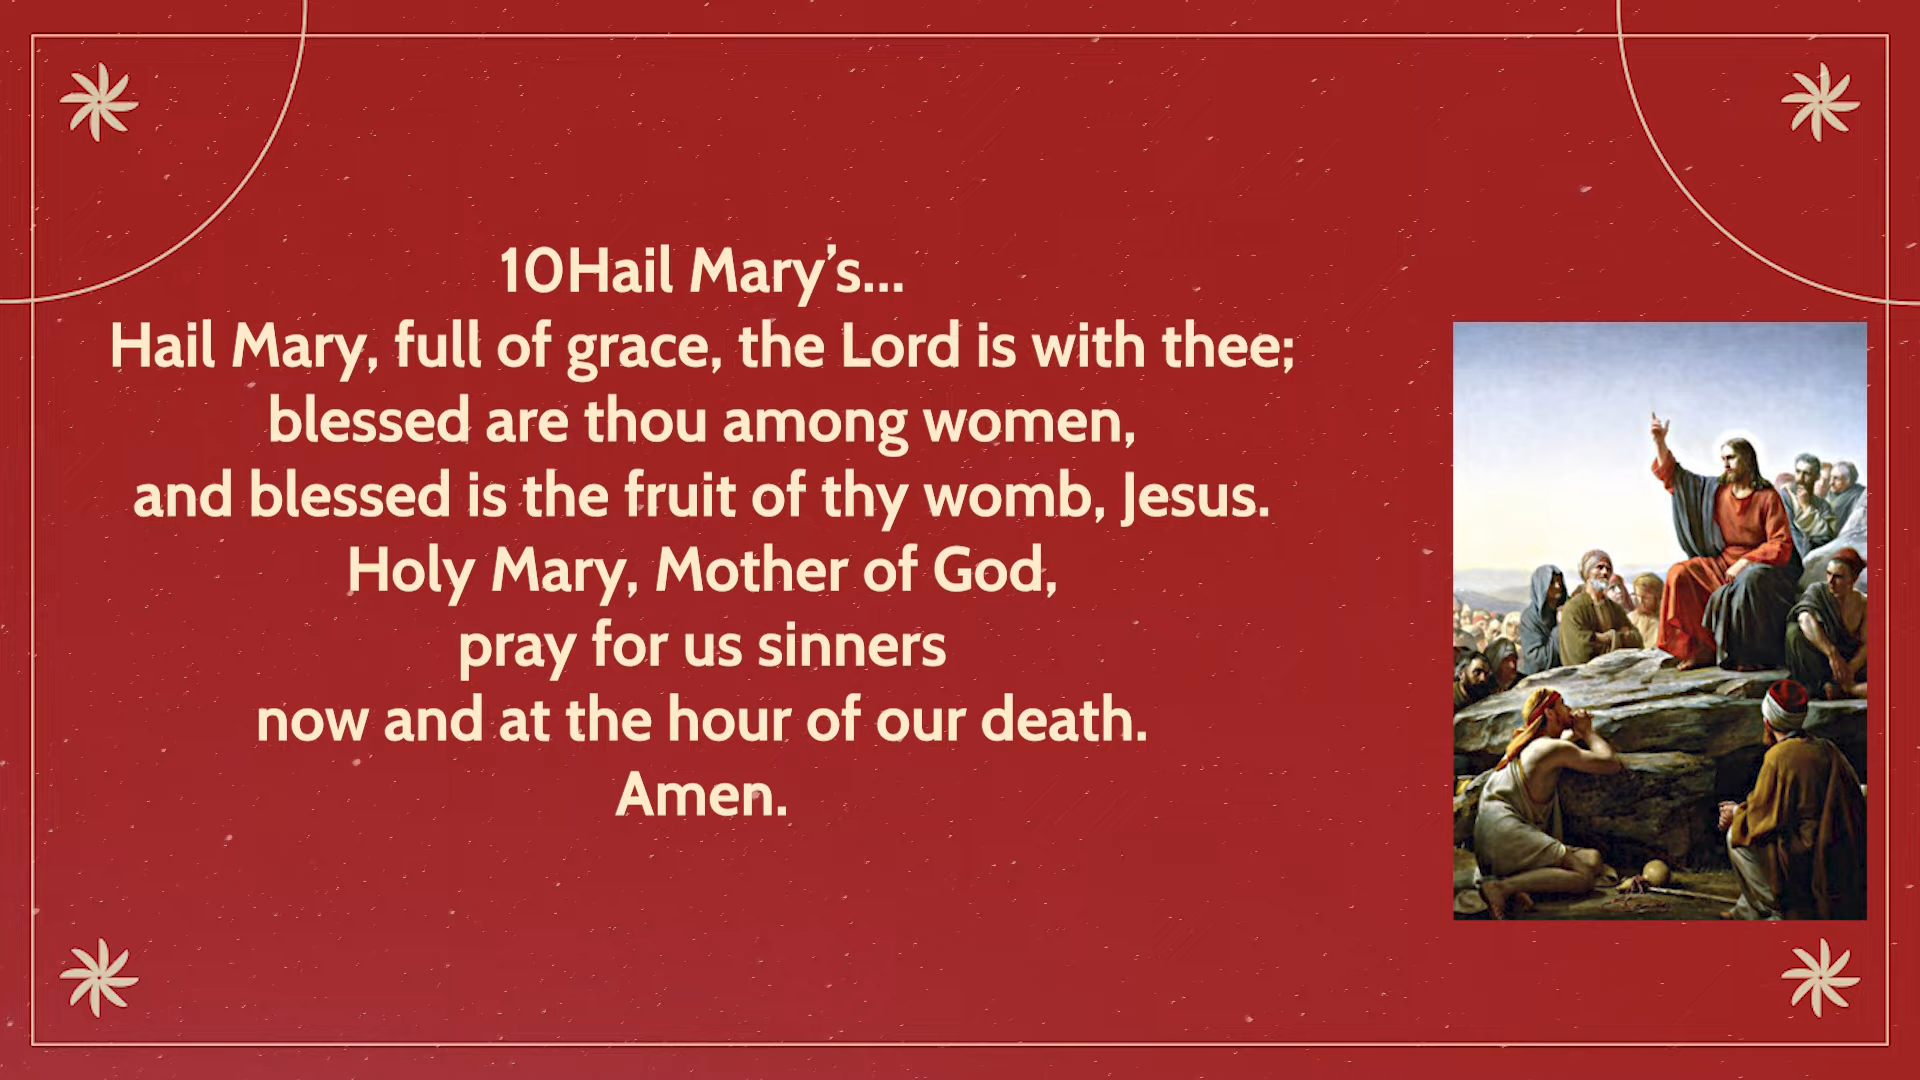 10Hail Mary’s...
Hail Mary, full of grace, the Lord is with thee;
blessed are thou among women,
and blessed is the fruit of thy womb, Jesus.
Holy Mary, Mother of God,
pray for us sinners
now and at the hour of our death.
Amen.